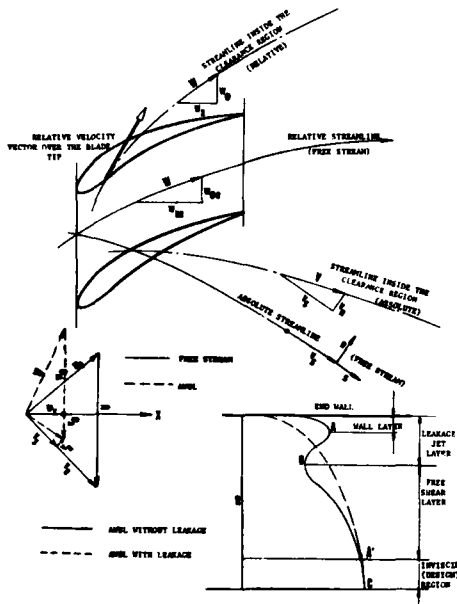 STREAMLINE INSIDE THE
CLEARANCE REGION
(RELATIVE)
RELATIVE VELOCITY
VECTOR OVER THE BLADE
TIP
RELATIVE STREAMLINE
(FREE STREAM)
STREAMLINE INSIDE THE
CLEARANCE REGION
(ABSOLUTE)
ABSOLUTE STREAMLINE
(FREE STREAM)
V
n
s
FREE STREAM
AWBL
X
END WALL
A
WALL LAYER
LEAKAGE
JET
LAYER
B
FREE
SHEAR
LAYER
AWBL WITHOUT LEAKAGE
AWBL WITH LEAKAGE
A'
INVISCID
(DESIGN)
REGION
C